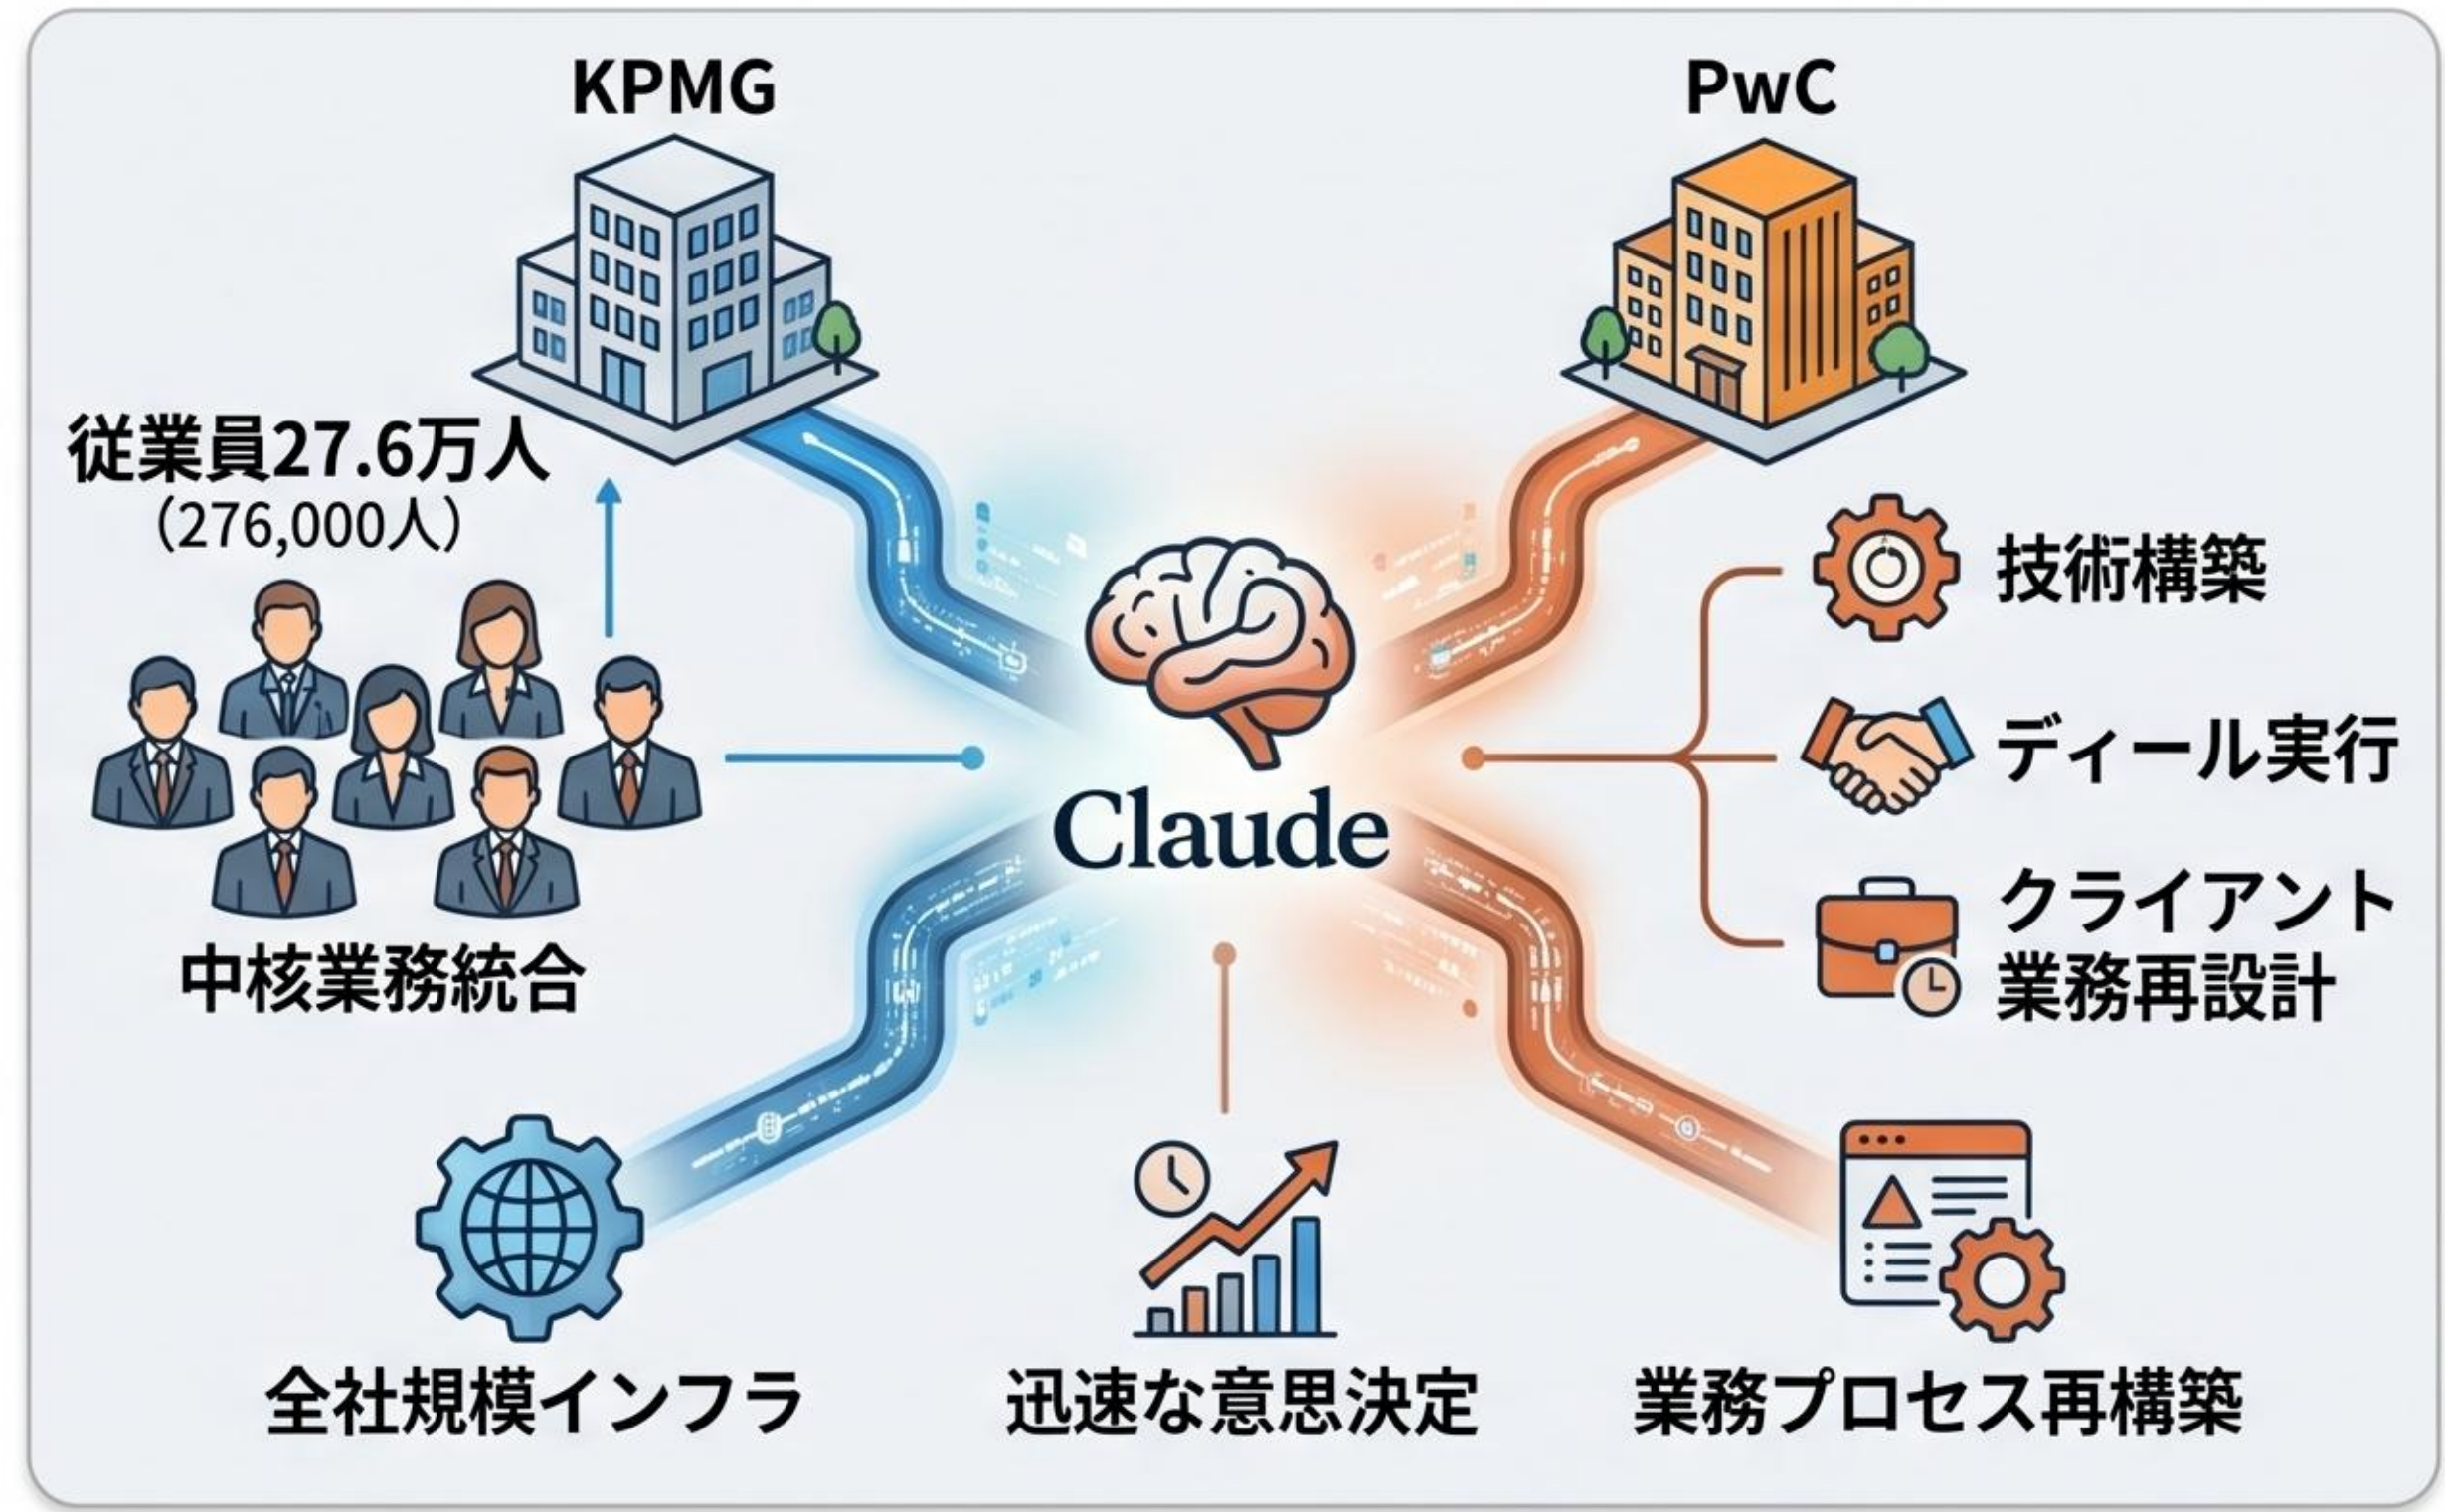 KPMG
PwC
従業員27.6万人
（276,000人）
中核業務統合
Claude
技術構築
ディール実行
クライアント
業務再設計
全社規模インフラ
迅速な意思決定
業務プロセス再構築